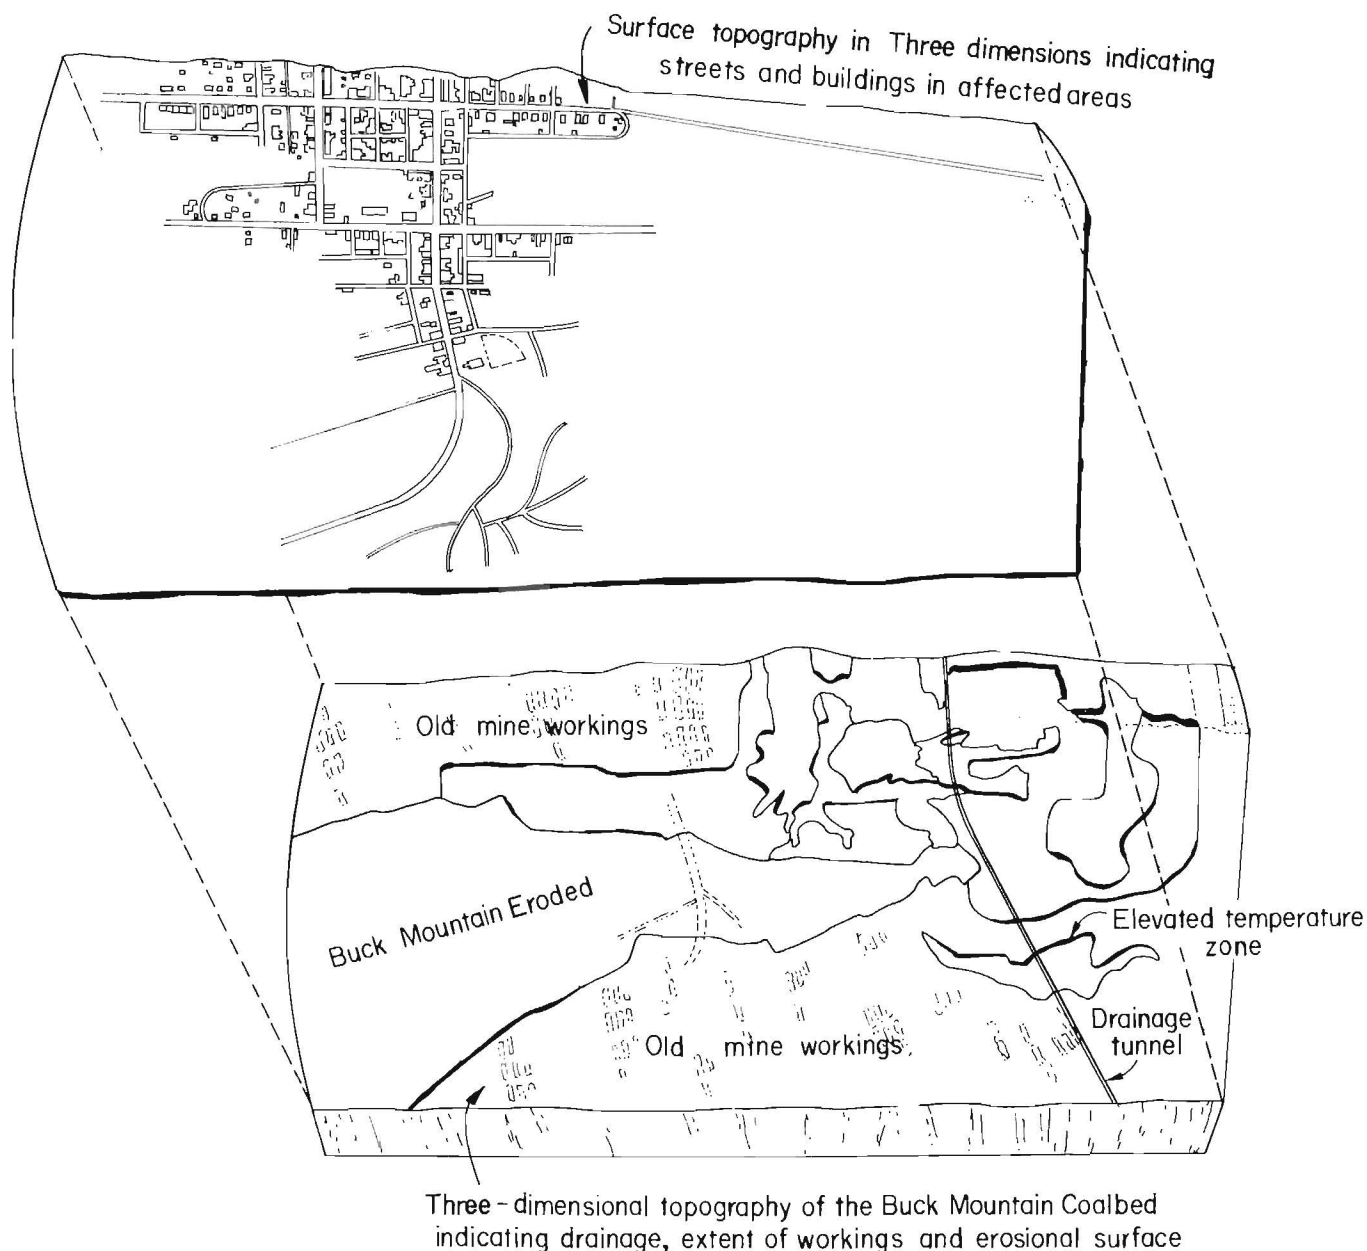 Surface topography in Three dimensions indicating
streets and buildings in affected areas
Old mine workings
Buck Mountain Eroded
Elevated temperature
zone
Old mine workings
Drainage
tunnel
Three-dimensional topography of the Buck Mountain Coalbed
indicating drainage, extent of workings and erosional surface